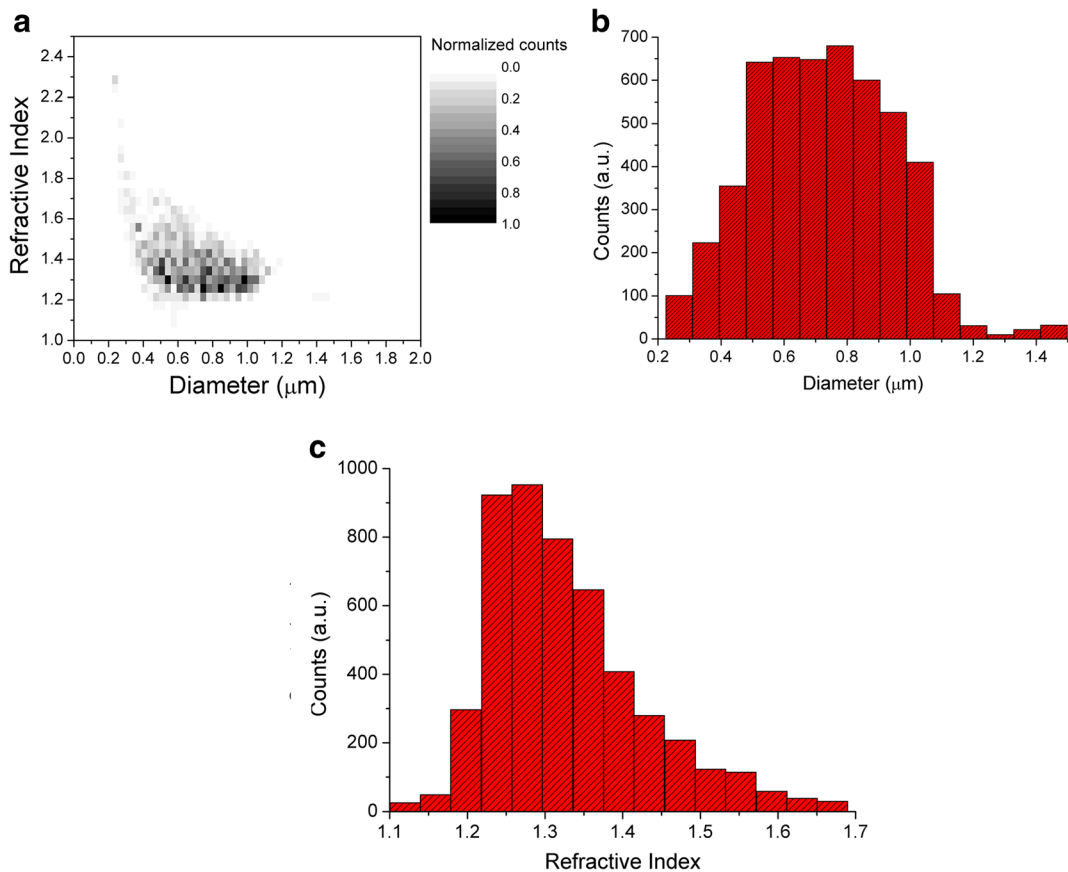 a
Refractive Index
2.4
2.2
2.0
1.8
1.6
1.4
1.2
1.0
0.0 0.2 0.4 0.6 0.8 1.0 1.2 1.4 1.6 1.8 2.0
Diameter (μm)
Normalized counts
0.0
0.2
0.4
0.6
0.8
1.0
b
Counts (a.u.)
700
600
500
400
300
200
100
0
0.2 0.4 0.6 0.8 1.0 1.2 1.4
Diameter (μm)
c
Counts (a.u.)
1000
800
600
400
200
0
1.1 1.2 1.3 1.4 1.5 1.6 1.7
Refractive Index